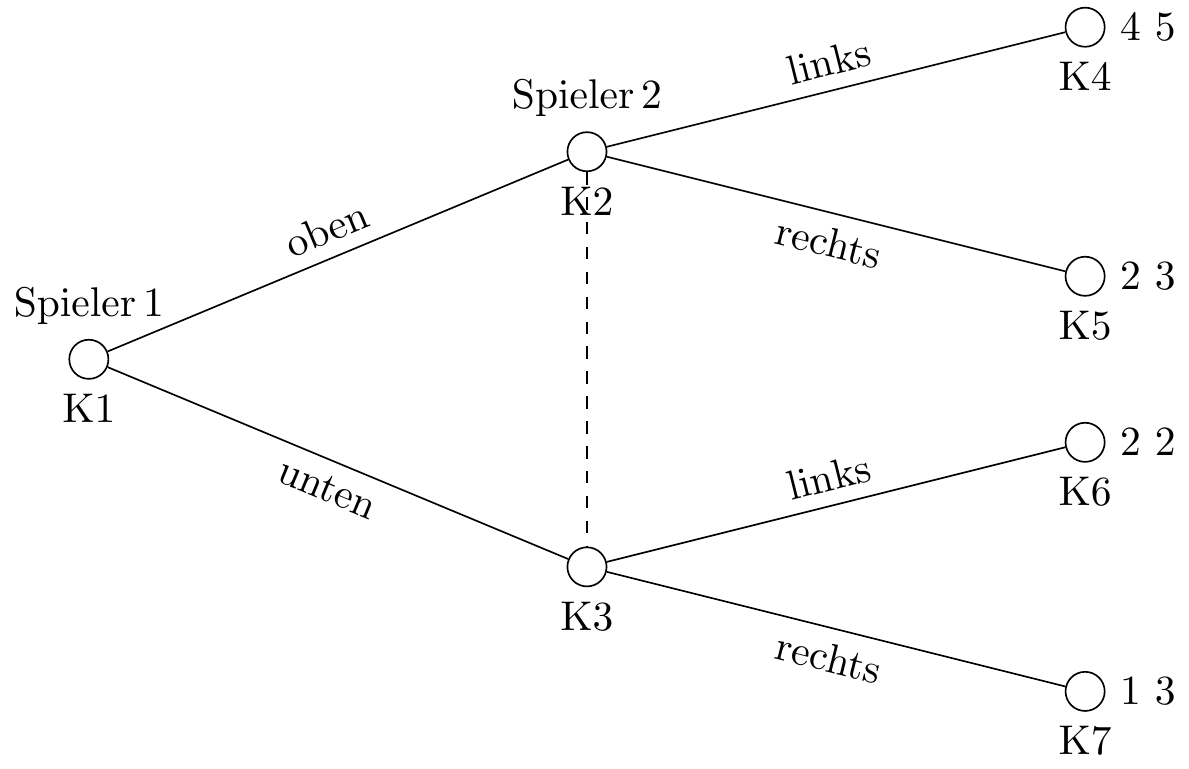 4 5
links
K4
Spieler 2
K2
oben
rechts
2 3
K5
Spieler 1
K1
unten
links
2 2
K6
K3
rechts
1 3
K7